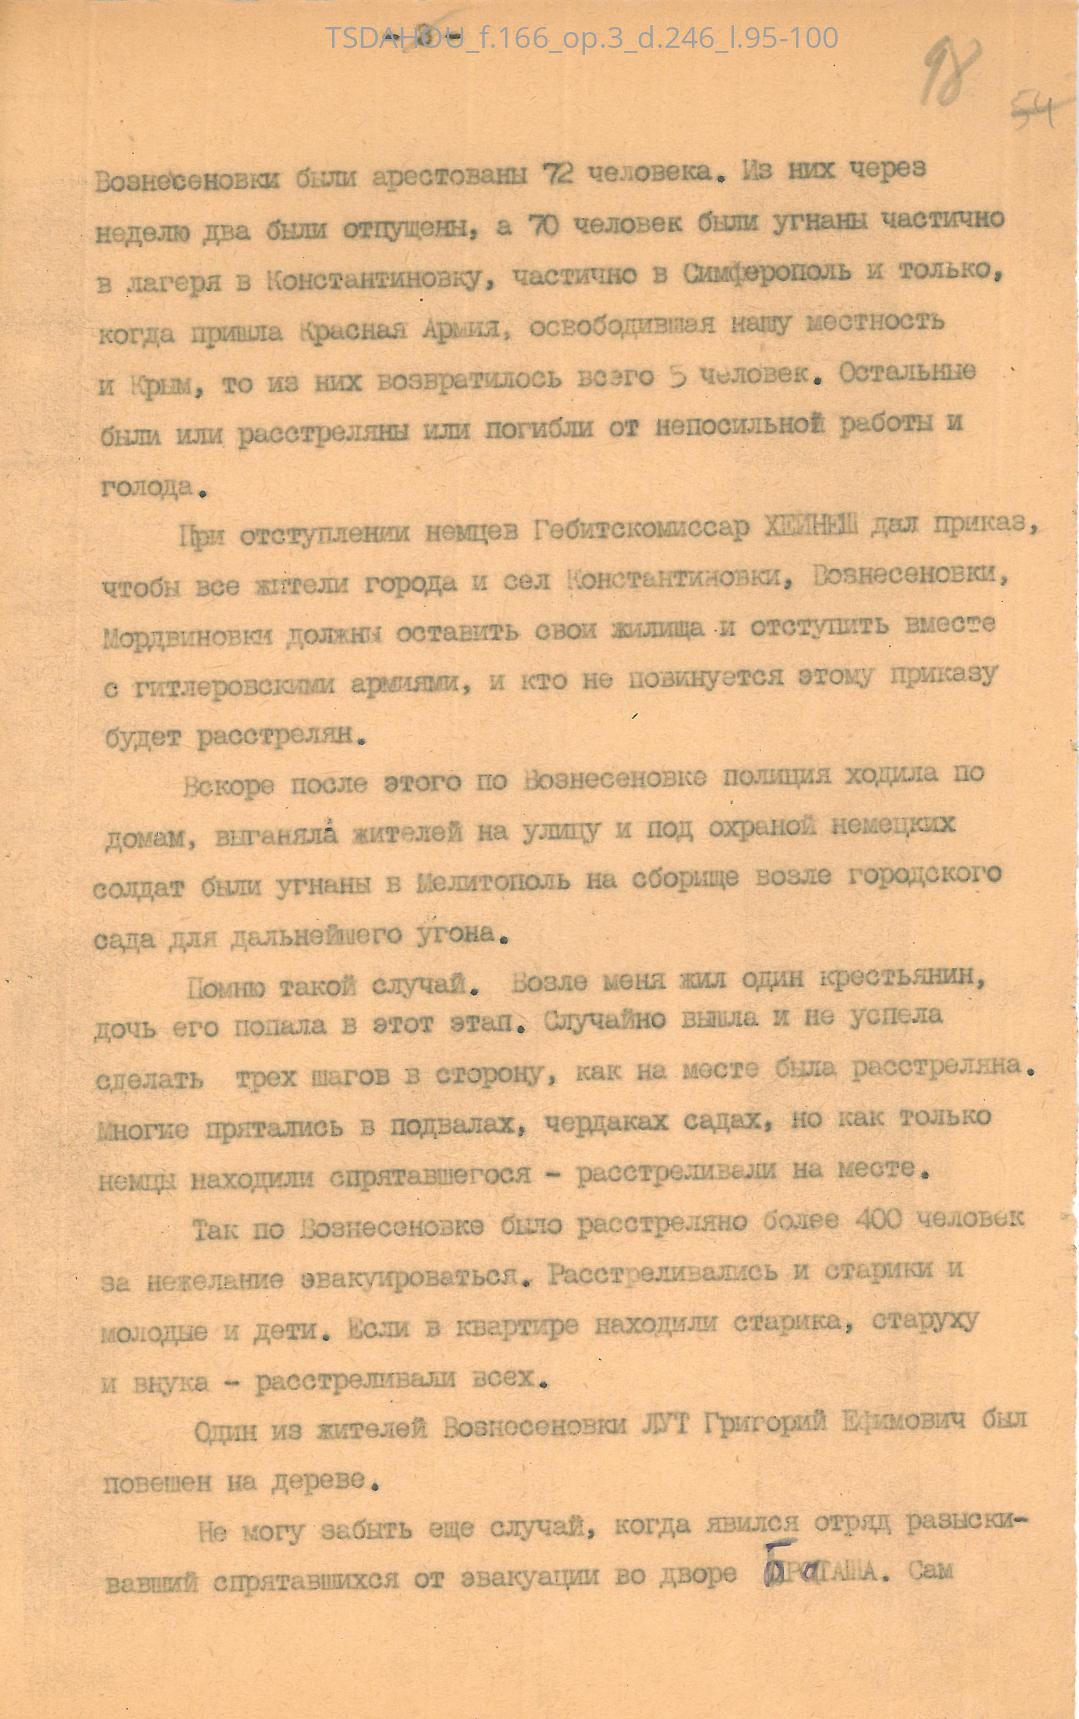 TSDAHOU_f.166_op.3_d.246_l.95-100
98
54
Вознесеновки были арестованы 72 человека. Из них через
неделю два были отпущены, а 70 человек были угнаны частично
в лагеря в Константиновку, частично в Симферополь и только,
когда пришла Красная Армия, освободившая нашу местность
и Крым, то из них возвратилось всего 5 человек. Остальные
были или расстреляны или погибли от непосильной работы и
голода.
При отступлении немцев Гебитскомиссар ХЕЙНЕШ дал приказ,
чтобы все жители города и сел Константиновки, Вознесеновки,
Мордвиновки должны оставить свои жилища и отступить вместе
с гитлеровскими армиями, и кто не повинуется этому приказу
будет расстрелян.
Вскоре после этого по Вознесеновке полиция ходила по
домам, выганяла жителей на улицу и под охраной немецких
солдат были угнаны в Мелитополь на сборище возле городского
сада для дальнейшего угона.
Помню такой случай. Возле меня жил один крестьянин,
дочь его попала в этот этап. Случайно вышла и не успела
сделать трех шагов в сторону, как на месте была расстреляна.
Многие прятались в подвалах, чердаках садах, но как только
немцы находили спрятавшегося - расстреливали на месте.
Так по Вознесеновке было расстреляно более 400 человек
за нежелание эвакуироваться. Расстреливались и старики и
молодые и дети. Если в квартире находили старика, старуху
и внука - расстреливали всех.
Один из жителей Вознесеновки ЛУТ Григорий Ефимович был
повешен на дереве.
Не могу забыть еще случай, когда явился отряд разыски-
вавший спрятавшихся от эвакуации во дворе БРАТАША. Сам